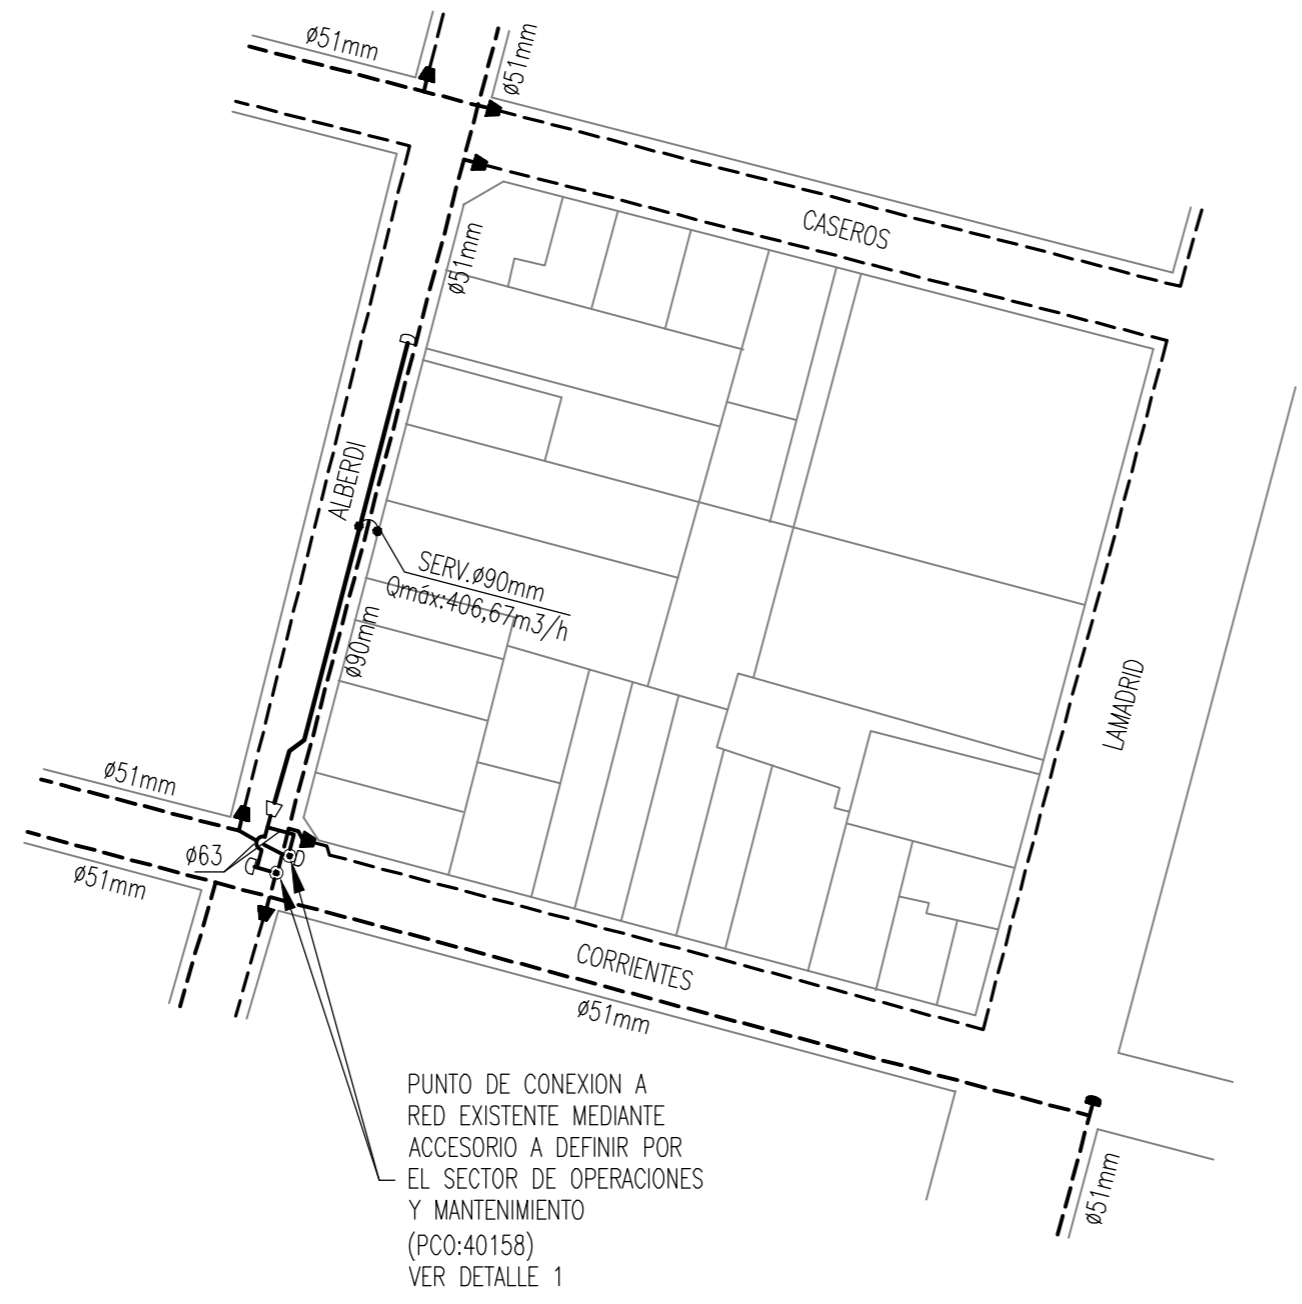 ø51mm
ø51mm
CASEROS
ø51mm
ALBERDI
SERV.ø90mm
Qmáx:406,67m3/h
ø90mm
LAMADRID
ø51mm
ø63
ø51mm
CORRIENTES
ø51mm
PUNTO DE CONEXION A
RED EXISTENTE MEDIANTE
ACCESORIO A DEFINIR POR
EL SECTOR DE OPERACIONES
Y MANTENIMIENTO
(PCO:40158)
VER DETALLE 1
ø51mm